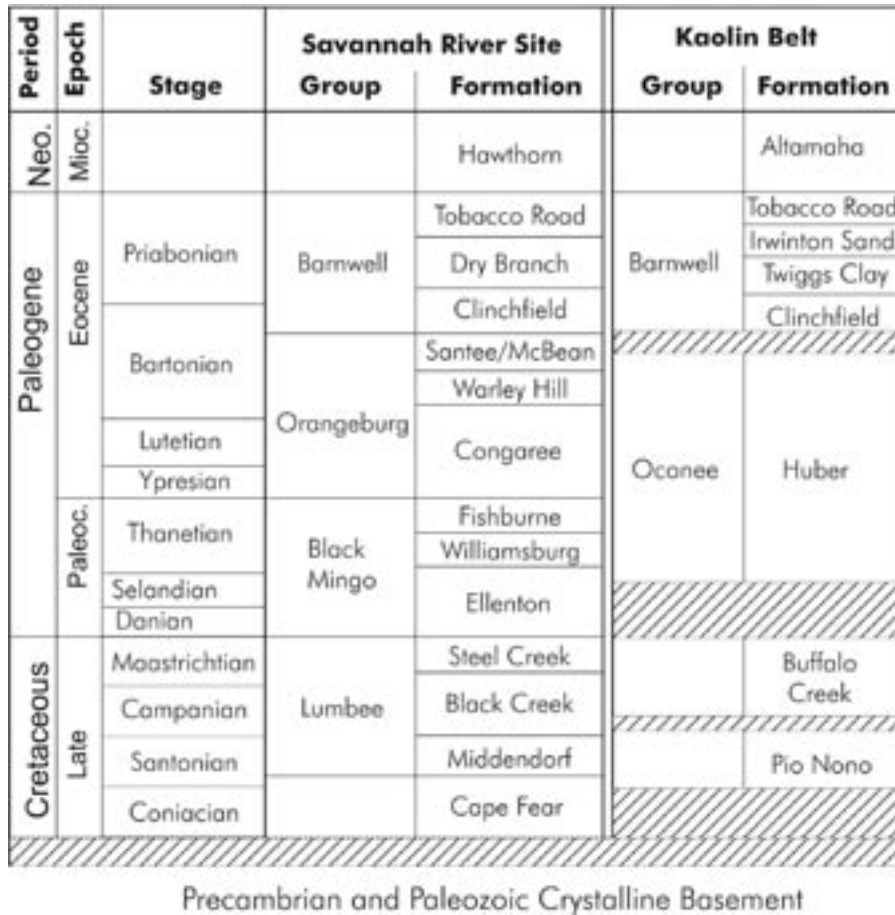 Period
Epoch
Stage
Savannah River Site
Group
Formation
Kaolin Belt
Group
Formation
Neo.
Mioc.
Hawthorn
Altamaha
Paleogene
Eocene
Priabonian
Bartonian
Lutetian
Ypresian
Barnwell
Tobacco Road
Dry Branch
Clinchfield
Orangeburg
Santee/McBean
Warley Hill
Congaree
Barnwell
Tobacco Road
Irwinton Sand
Twiggs Clay
Clinchfield
Oconee
Huber
Paleoc.
Thanetian
Selandian
Danian
Black
Mingo
Fishburne
Williamsburg
Ellenton
Cretaceous
Late
Maastrichtian
Campanian
Santonian
Coniacian
Lumbee
Steel Creek
Black Creek
Middendorf
Cape Fear
Buffalo
Creek
Pio Nono
Precambrian and Paleozoic Crystalline Basement